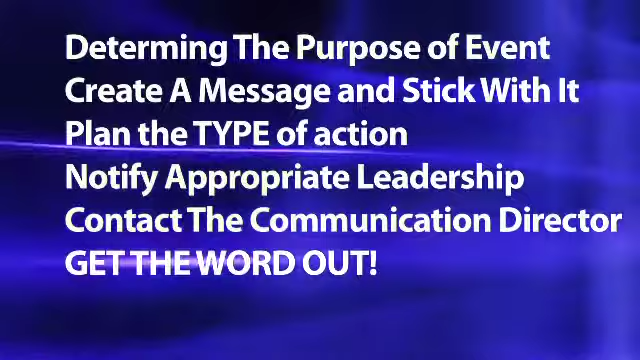 Determing The Purpose of Event
Create A Message and Stick With It
Plan the TYPE of action
Notify Appropriate Leadership
Contact The Communication Director
GET THE WORD OUT!